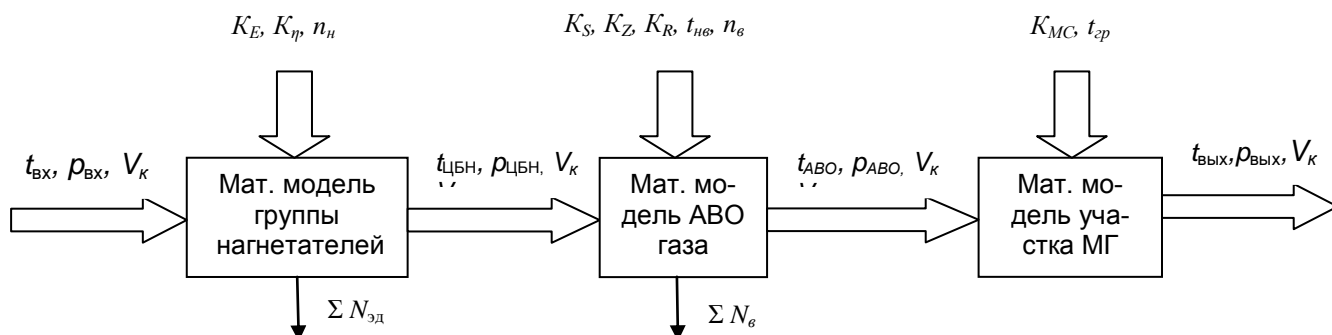 K_E, K_η, n_н
K_S, K_Z, K_R, t_нв, n_в
K_МС, t_гр
t_вх, p_вх, V_к
t_ЦБН, p_ЦБН, V_к
t_АВО, p_АВО, V_к
t_вых, p_вых, V_к
Мат. модель
группы
нагнетателей
Мат. мо-
дель АВО
газа
Мат. мо-
дель уча-
стка МГ
Σ N_эд
Σ N_в